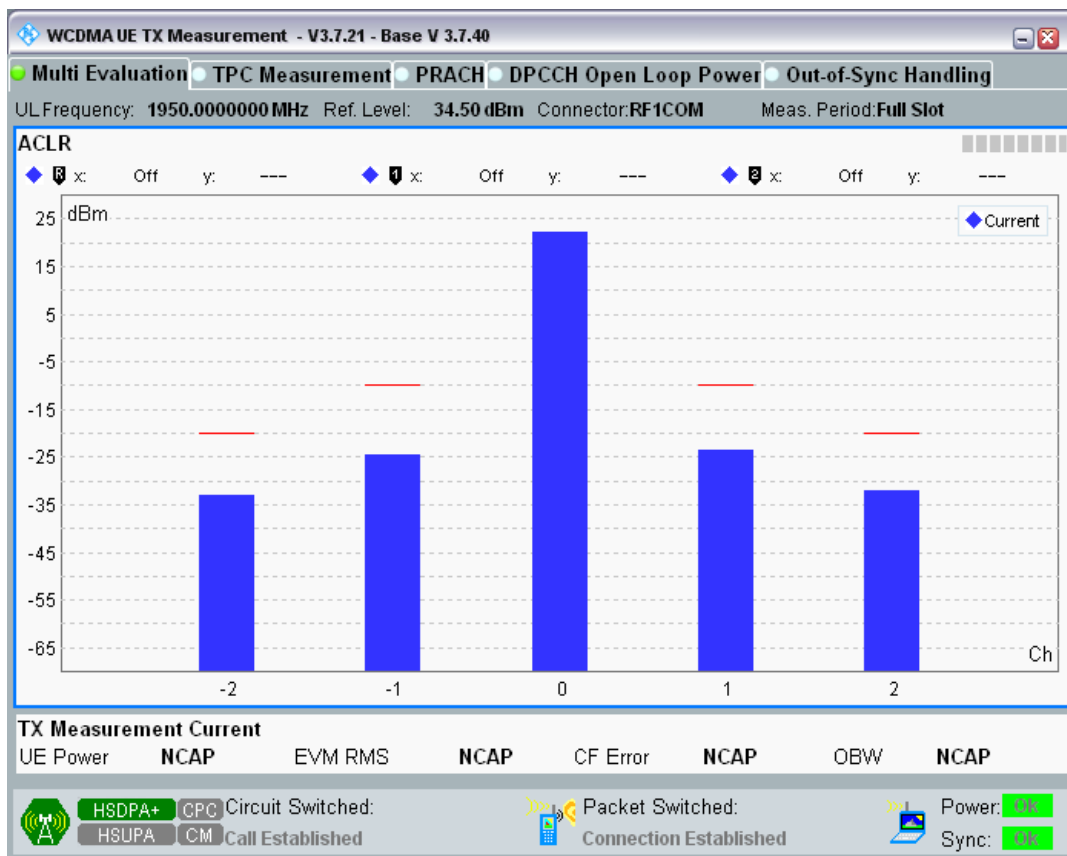 WCDMA UE TX Measurement - V3.7.21 - Base V 3.7.40
Multi Evaluation TPC Measurement PRACH DPCCH Open Loop Power Out-of-Sync Handling
UL Frequency: 1950.0000000 MHz Ref. Level: 34.50 dBm Connector:RF1COM Meas. Period:Full Slot
ACLR
R x: Off y: --- 1 x: Off y: --- 2 x: Off y: ---
dBm
Current
25
15
5
-5
-15
-25
-35
-45
-55
-65
Ch
-2 -1 0 1 2
TX Measurement Current
UE Power NCAP EVM RMS NCAP CF Error NCAP OBW NCAP
HSDPA+ CPC Circuit Switched: Packet Switched: Power: Ok
HSUPA CM Call Established Connection Established Sync: Ok